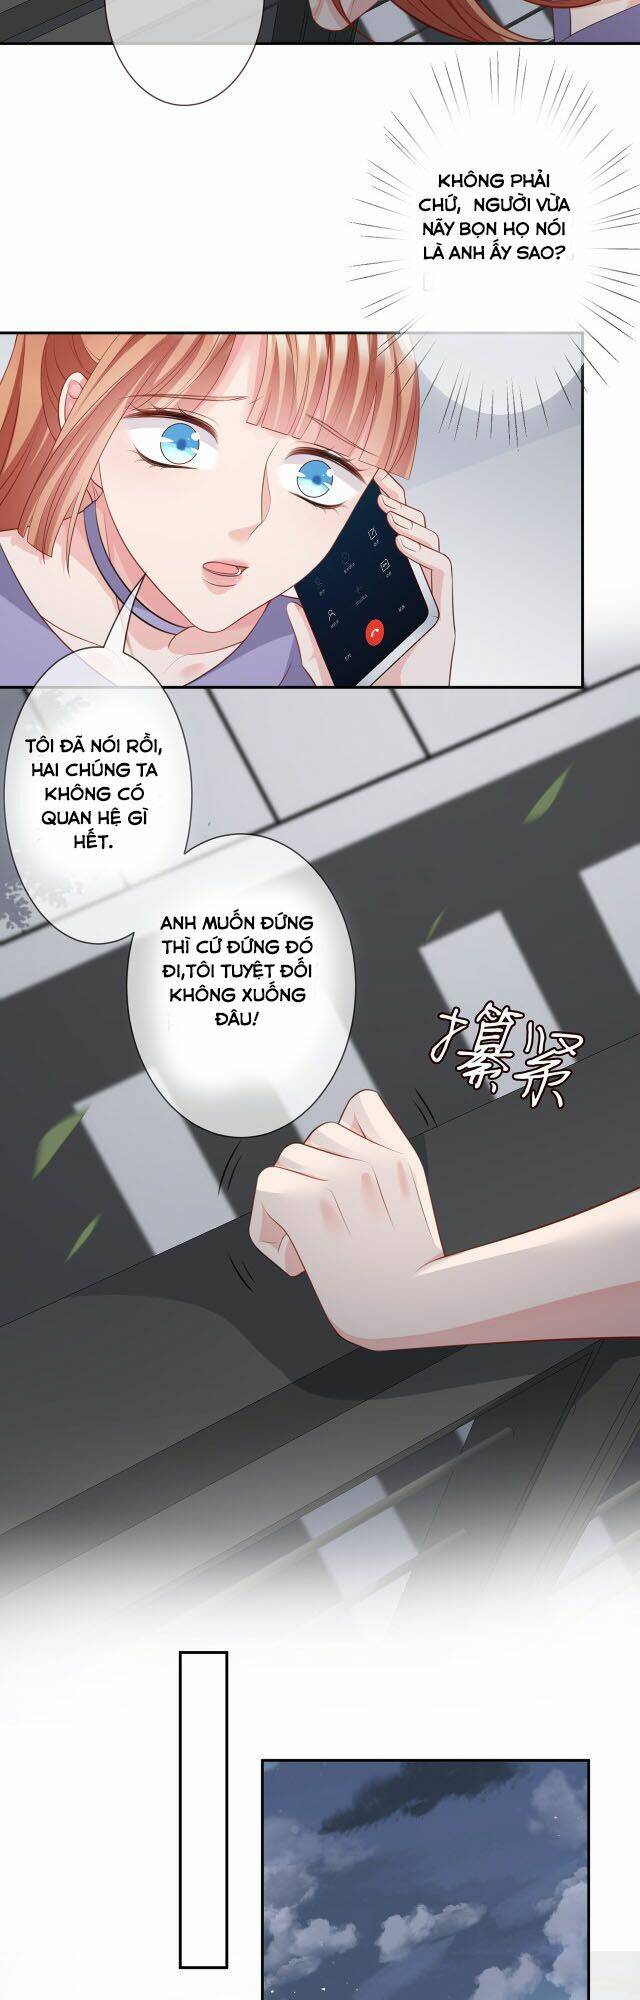 KHÔNG PHẢI
CHỨ, NGƯỜI VỪA
NÃY BỌN HỌ NÓI
LÀ ANH ẤY SAO?
TÔI ĐÃ NÓI RỒI,
HAI CHÚNG TA
KHÔNG CÓ
QUAN HỆ GÌ
HẾT.
ANH MUỐN ĐỨNG
THÌ CỨ ĐỨNG ĐÓ
ĐI,TÔI TUYỆT ĐỐI
KHÔNG XUỐNG
ĐÂU!
攥紧